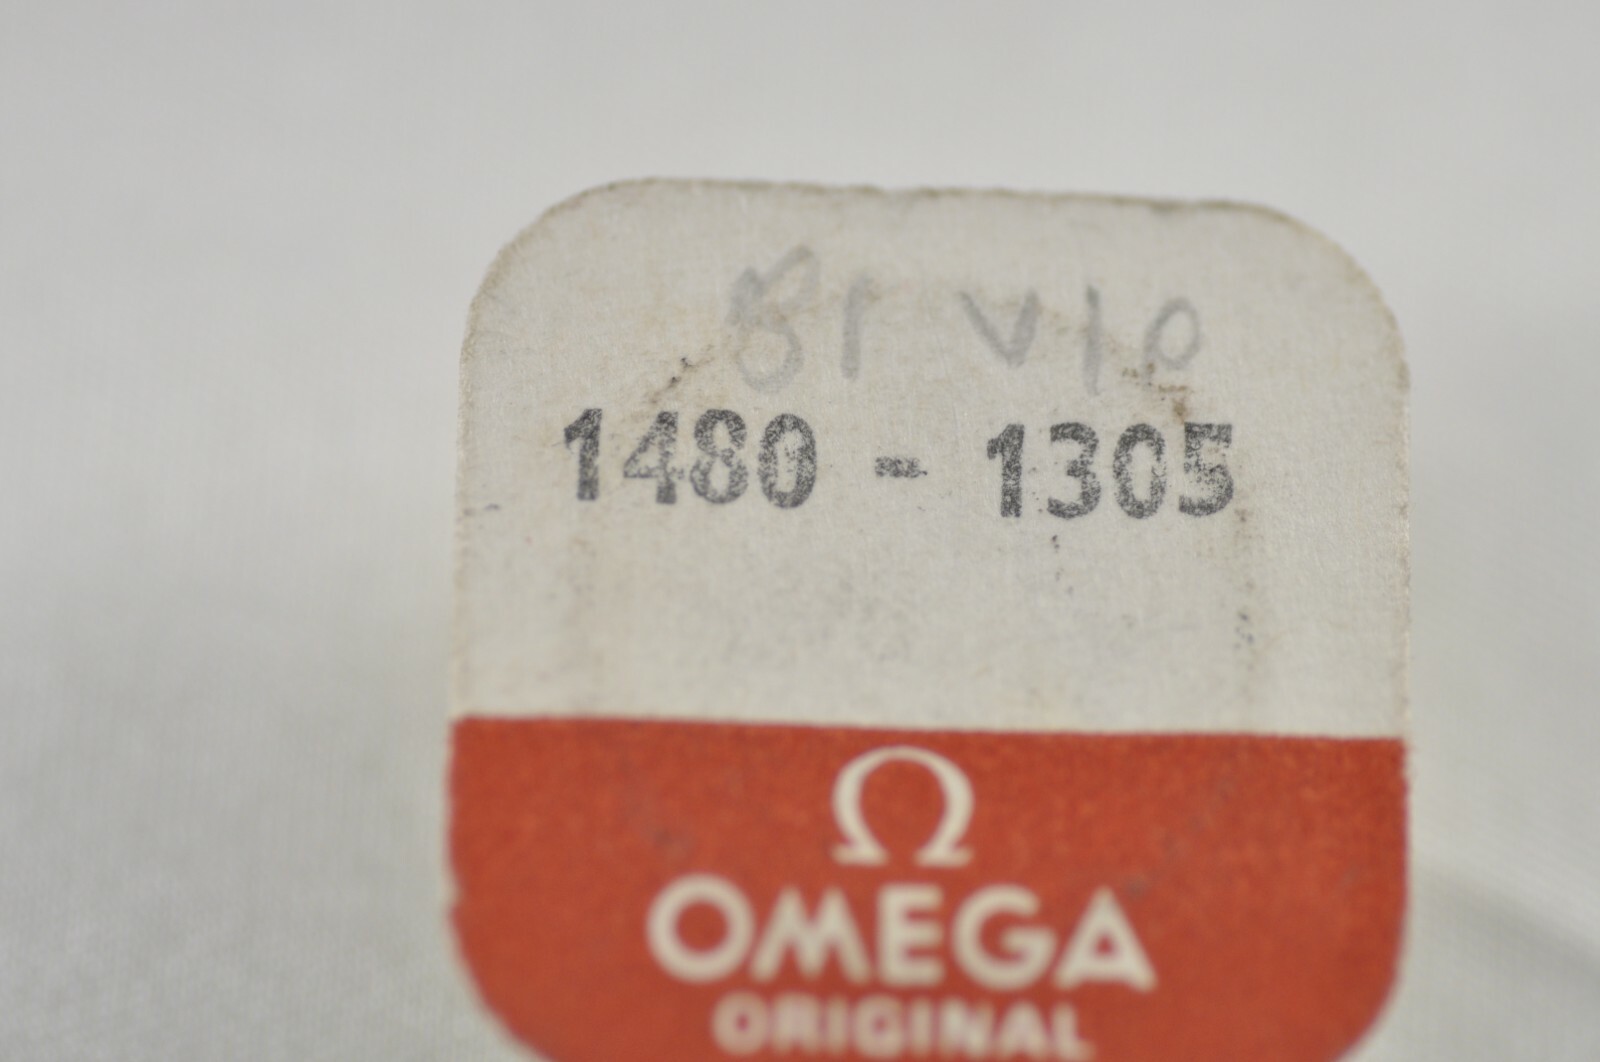 1480 - 1305
Ω
OMEGA
ORIGINAL